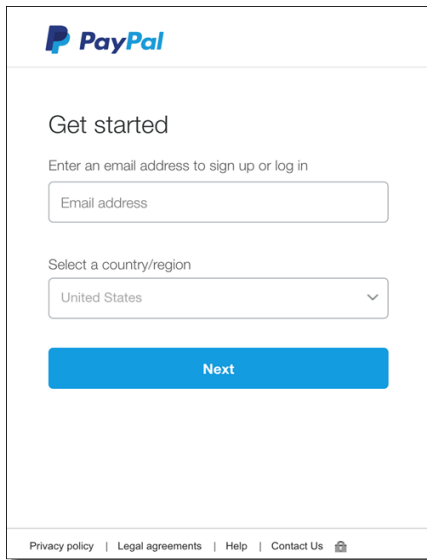 PayPal
Get started
Enter an email address to sign up or log in
Email address
Select a country/region
United States
Next
Privacy policy | Legal agreements | Help | Contact Us